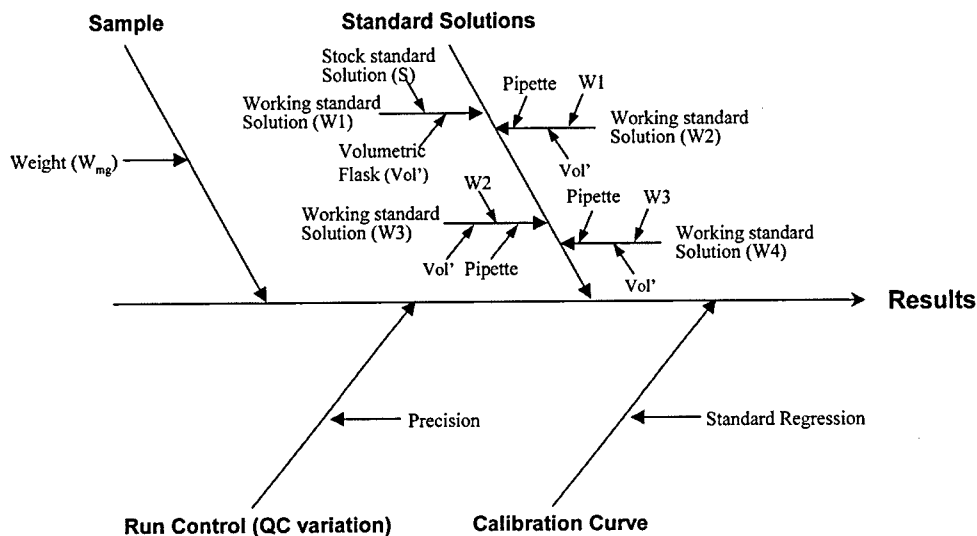 Sample
Standard Solutions
Stock standard
Solution (S)
Working standard
Solution (W1)
Volumetric
Flask (Vol’)
Pipette
W1
Working standard
Solution (W2)
Vol’
Weight (Wmg)
W2
Working standard
Solution (W3)
Vol’
Pipette
Pipette
W3
Working standard
Solution (W4)
Vol’
Results
Precision
Standard Regression
Run Control (QC variation)
Calibration Curve